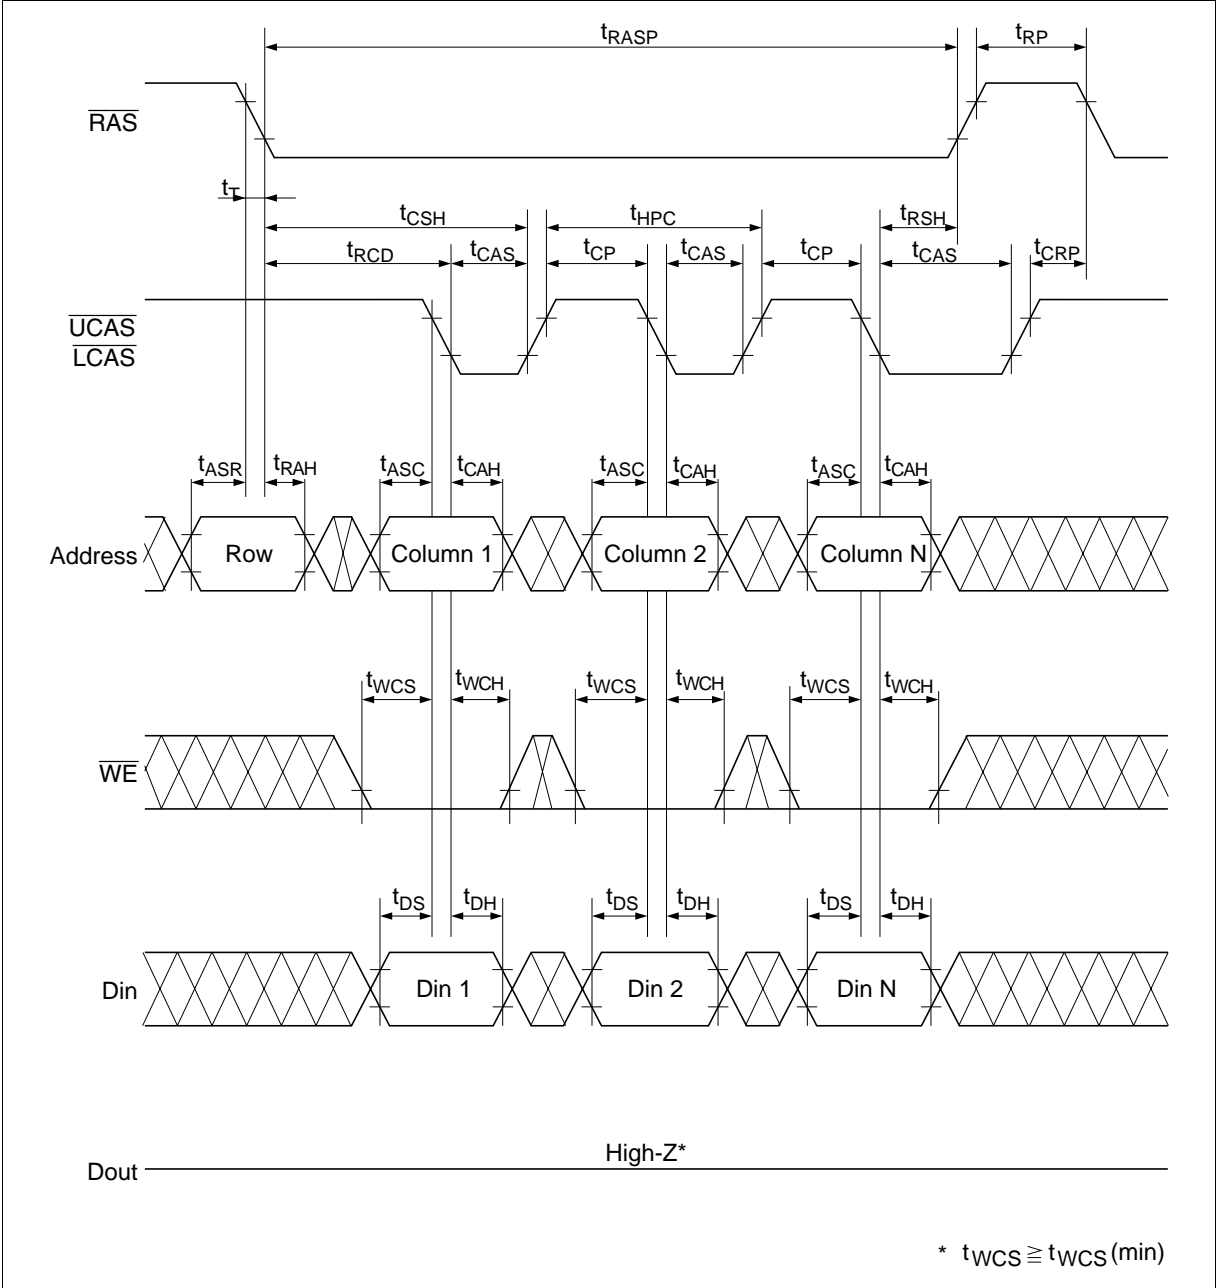 tRASP tRP
RAS
tT
tCSH tHPC tRSH
tRCD tCAS tCP tCAS tCP tCAS tCRP
UCAS
LCAS
tASR tRAH tASC tCAH tASC tCAH tASC tCAH
Address Row Column 1 Column 2 Column N
tWCS tWCH tWCS tWCH tWCS tWCH
WE
tDS tDH tDS tDH tDS tDH
Din Din 1 Din 2 Din N
High-Z*
Dout
* tWCS ≧ tWCS (min)